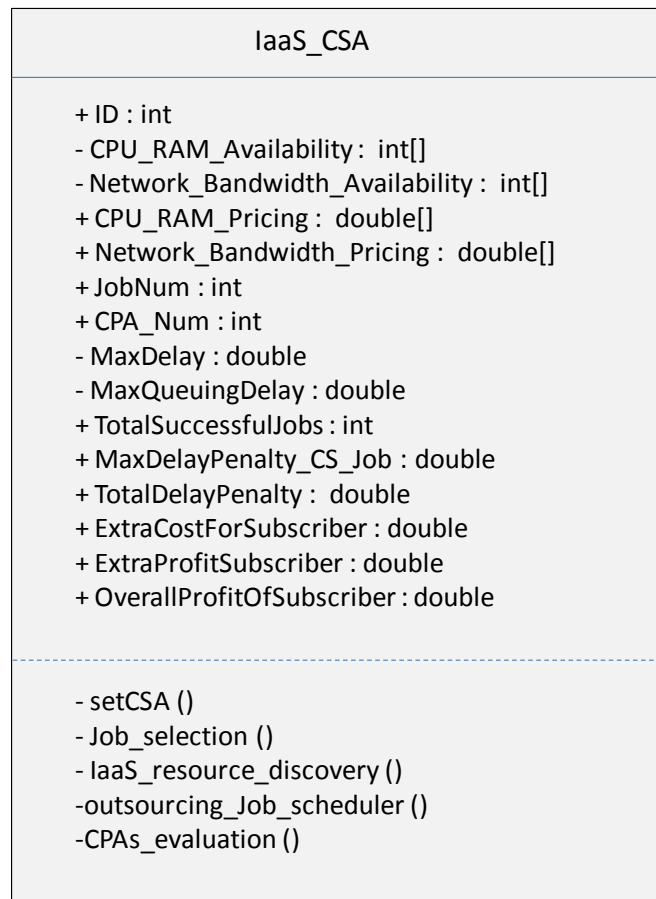 IaaS_CSA
+ ID : int
- CPU_RAM_Availability : int[]
- Network_Bandwidth_Availability : int[]
+ CPU_RAM_Pricing : double[]
+ Network_Bandwidth_Pricing : double[]
+ JobNum : int
+ CPA_Num : int
- MaxDelay : double
- MaxQueuingDelay : double
+ TotalSuccessfulJobs : int
+ MaxDelayPenalty_CS_Job : double
+ TotalDelayPenalty : double
+ ExtraCostForSubscriber : double
+ ExtraProfitSubscriber : double
+ OverallProfitOfSubscriber : double
- setCSA ()
- Job_selection ()
- IaaS_resource_discovery ()
-outsourcing_Job_scheduler ()
-CPAs_evaluation ()